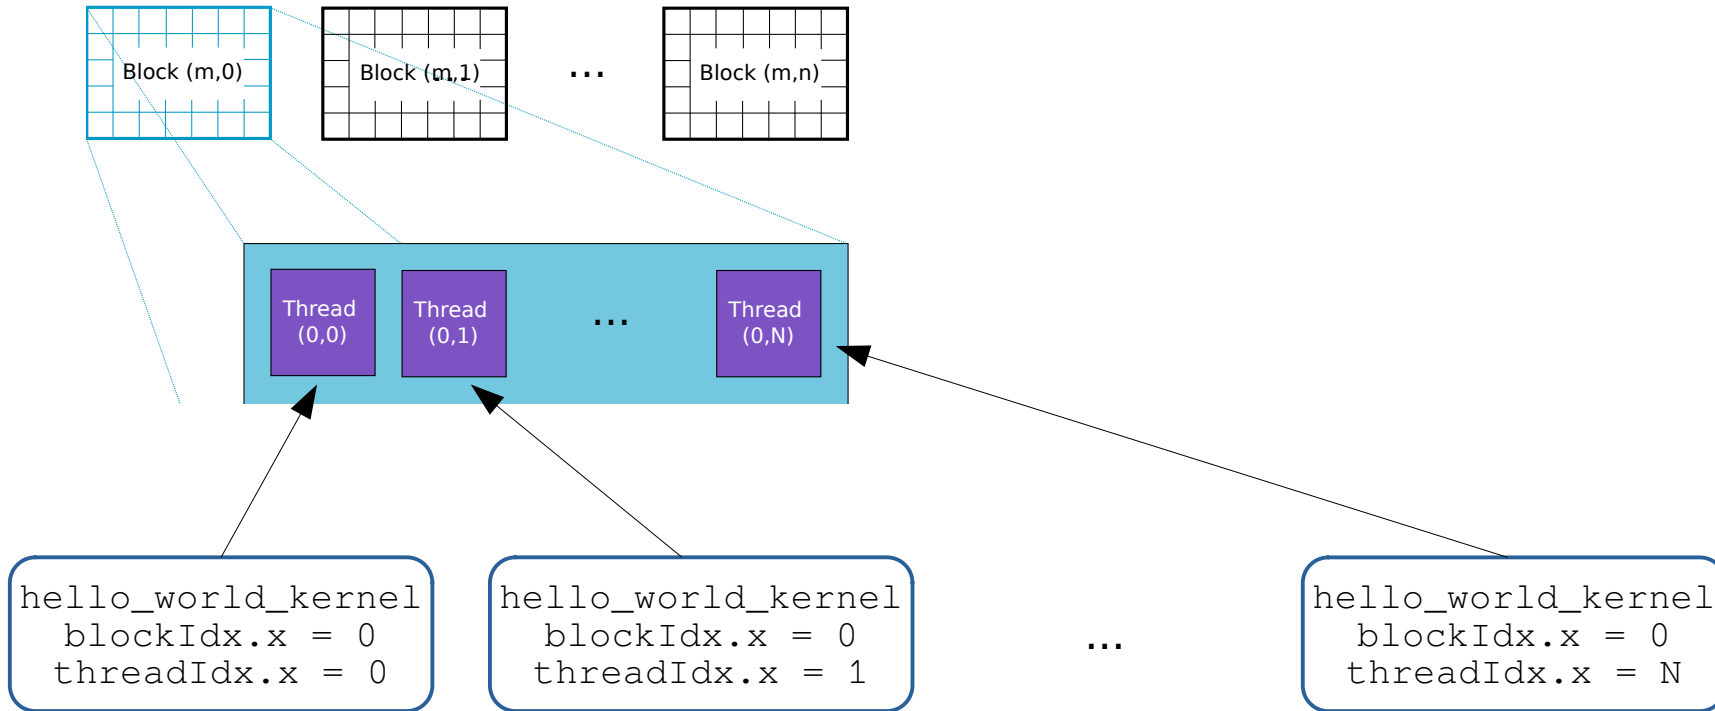 Block (m,0)
Block (m,1)
...
...
Block (m,n)
Thread
(0,0)
Thread
(0,1)
...
Thread
(0,N)
hello_world_kernel
blockIdx.x = 0
threadIdx.x = 0
hello_world_kernel
blockIdx.x = 0
threadIdx.x = 1
...
hello_world_kernel
blockIdx.x = 0
threadIdx.x = N